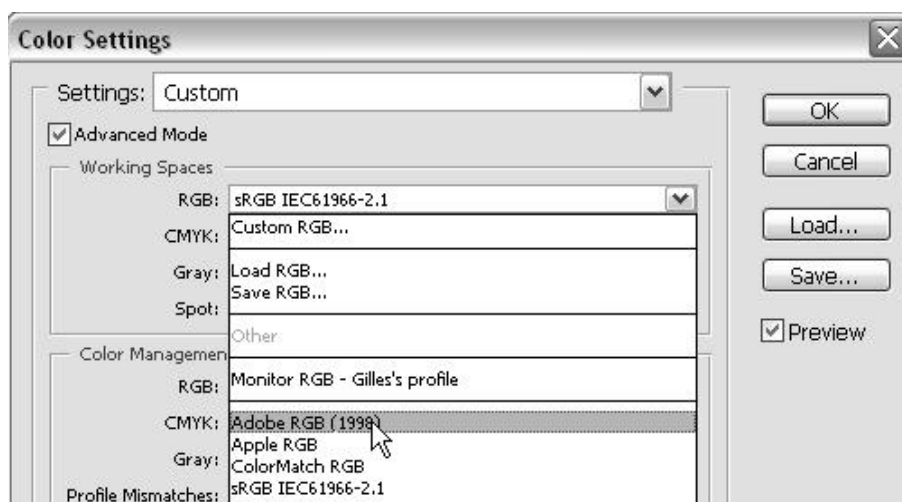 Color Settings
Settings: Custom
Advanced Mode
Working Spaces
RGB: sRGB IEC61966-2.1
CMYK: Custom RGB...
Gray: Load RGB...
Save RGB...
Spot:
Other
Color Managemen
RGB: Monitor RGB - Gilles's profile
CMYK: Adobe RGB (1998)
Apple RGB
Gray: ColorMatch RGB
Profile Mismatches: sRGB IEC61966-2.1
OK
Cancel
Load...
Save...
Preview